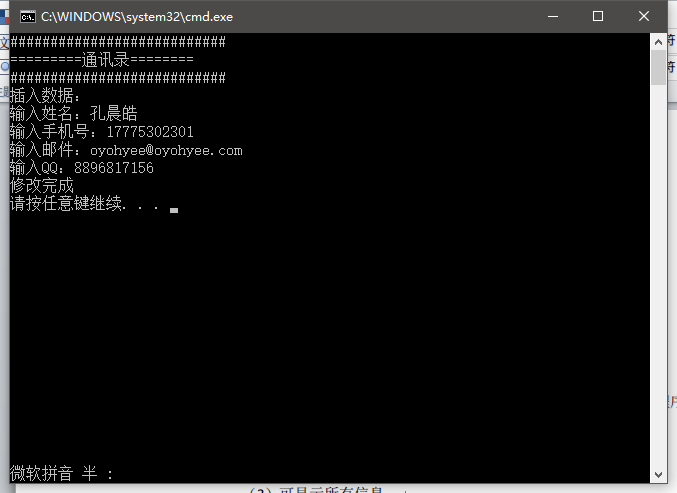 C:\WINDOWS\system32\cmd.exe
###########################
=========通讯录========
###########################
插入数据：
输入姓名：孔晨皓
输入手机号：17775302301
输入邮件：oyohyee@oyohyee.com
输入QQ：8896817156
修改完成
请按任意键继续. . .
微软拼音 半 :